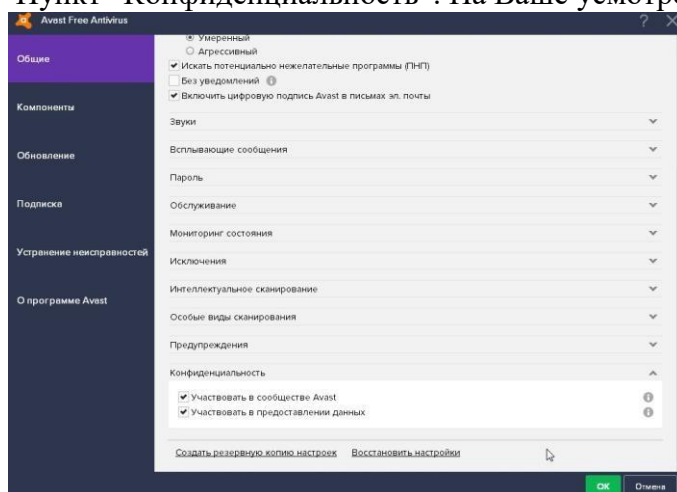 Пункт "Конфиденциальность". На Ваше усмотре
Avast Free Antivirus
?
Общие
Компоненты
Обновление
Подписка
Устранение неисправностей
О программе Avast
Умеренный
Агрессивный
Искать потенциально нежелательные программы (ПНП)
Без уведомлений
Включить цифровую подпись Avast в письмах эл. почты
Звуки
Всплывающие сообщения
Пароль
Обслуживание
Мониторинг состояния
Исключения
Интеллектуальное сканирование
Особые виды сканирования
Предупреждения
Конфиденциальность
Участвовать в сообществе Avast
Участвовать в предоставлении данных
Создать резервную копию настроек Восстановить настройки
OK Отмена